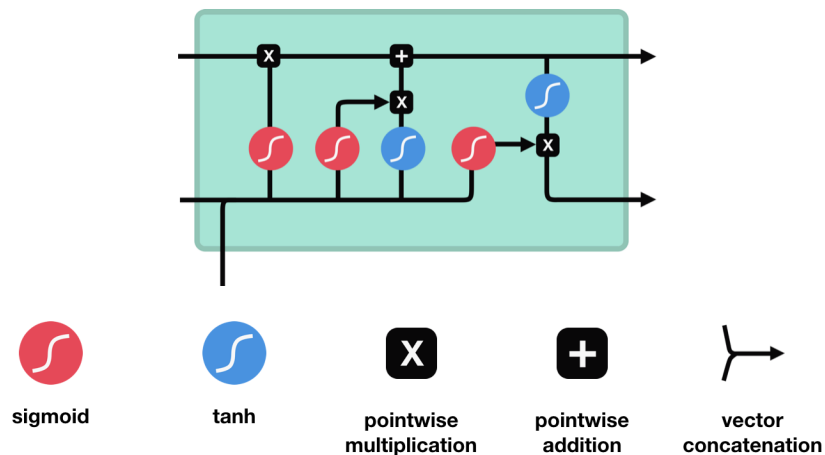 X
+
X
X
X
+
sigmoid
tanh
pointwise
multiplication
pointwise
addition
vector
concatenation